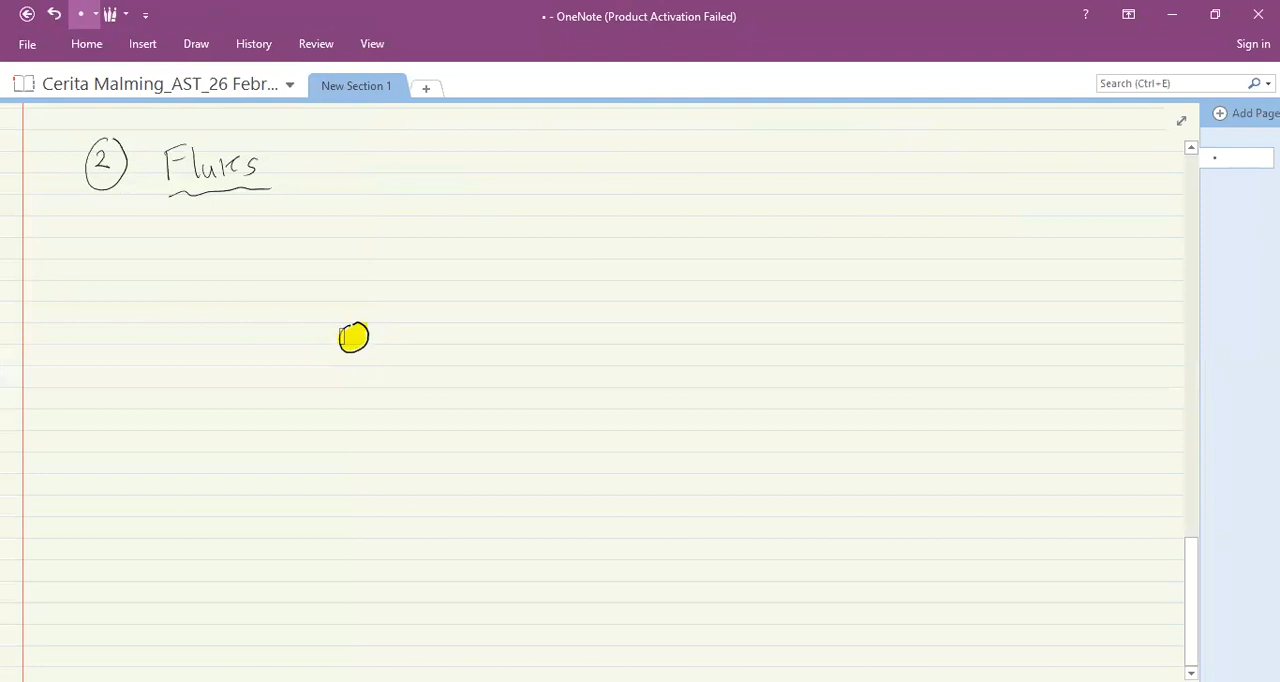 • - OneNote (Product Activation Failed)
?
File Home Insert Draw History Review View Sign in
Cerita Malming_AST_26 Febr... New Section 1 Search (Ctrl+E)
Add Page
② Fluks